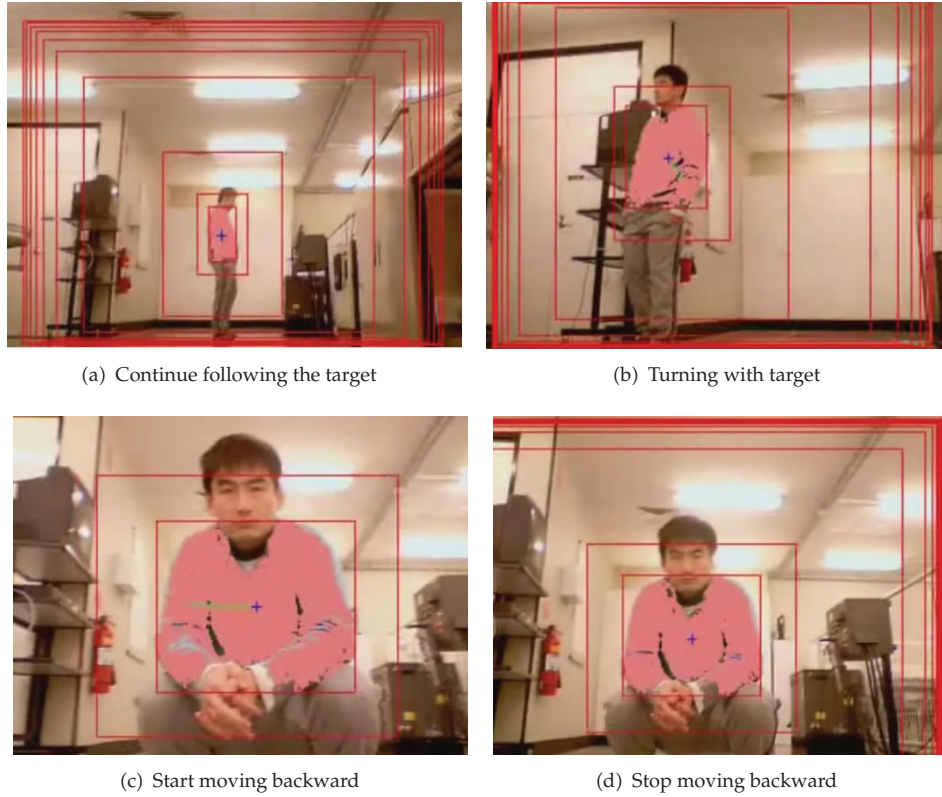 (a) Continue following the target
(b) Turning with target
(c) Start moving backward
(d) Stop moving backward